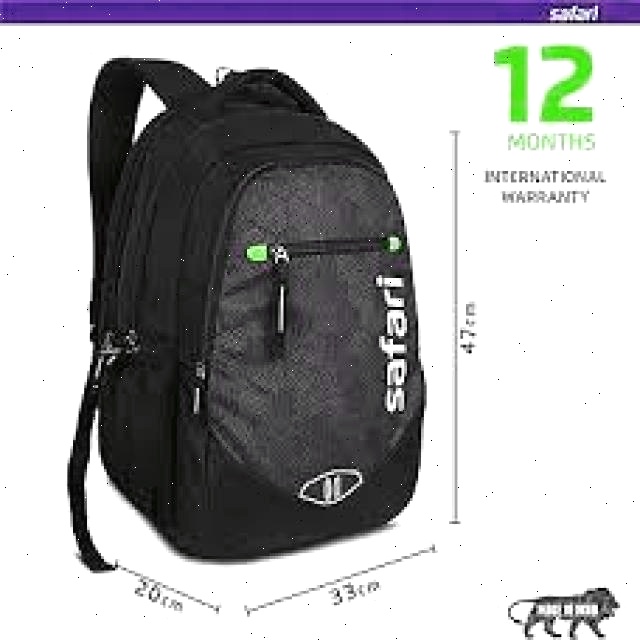 safari
12
MONTHS
INTERNATIONAL
WARRANTY
safari
47cm
20cm
33cm